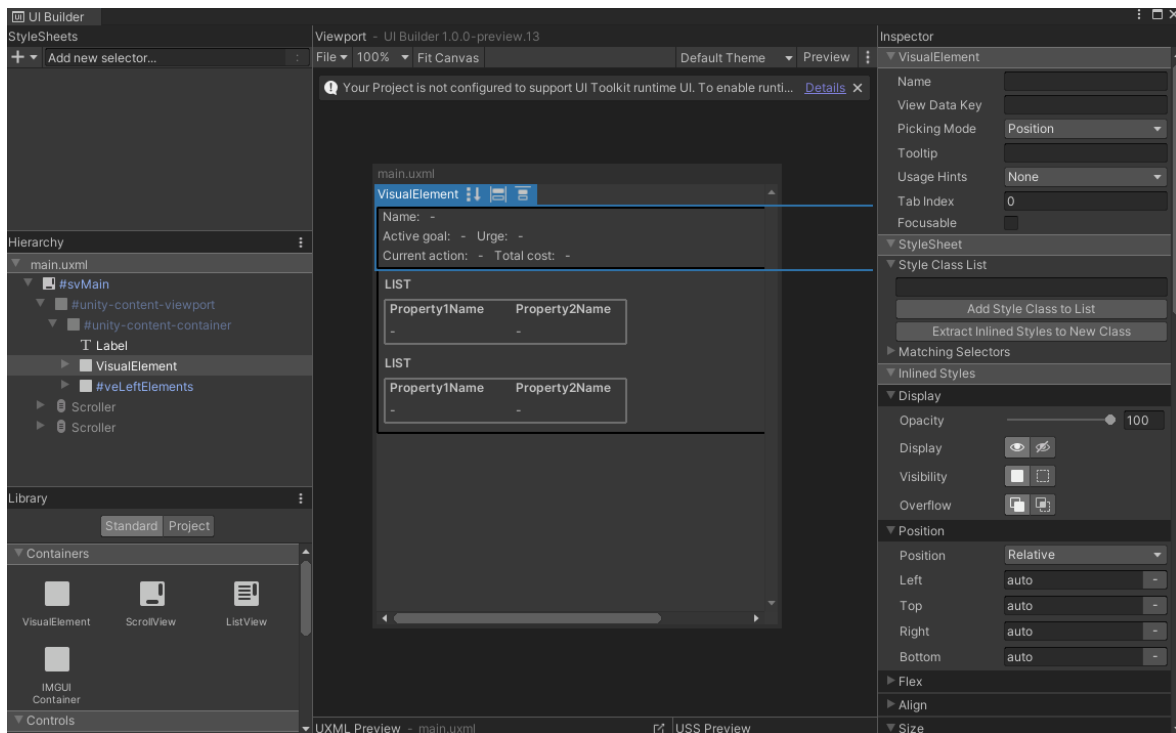 UI Builder
StyleSheets
Add new selector...
Hierarchy
main.uxml
#svMain
#unity-content-viewport
#unity-content-container
Label
VisualElement
#veLeftElements
Scroller
Scroller
Library
Standard Project
Containers
VisualElement ScrollView ListView
IMGUI
Container
Controls
Viewport - UI Builder 1.0.0-preview.13
File 100% Fit Canvas Default Theme Preview
Your Project is not configured to support UI Toolkit runtime UI. To enable runti... Details
main.uxml
VisualElement
Name: -
Active goal: - Urge: -
Current action: - Total cost: -
LIST
Property1Name Property2Name
- -
LIST
Property1Name Property2Name
- -
UXML Preview - main.uxml
USS Preview
Inspector
VisualElement
Name
View Data Key
Picking Mode Position
Tooltip
Usage Hints None
Tab Index 0
Focusable
StyleSheet
Style Class List
Add Style Class to List
Extract Inlined Styles to New Class
Matching Selectors
Inlined Styles
Display
Opacity 100
Display
Visibility
Overflow
Position
Position Relative
Left auto -
Top auto -
Right auto -
Bottom auto -
Flex
Align
Size